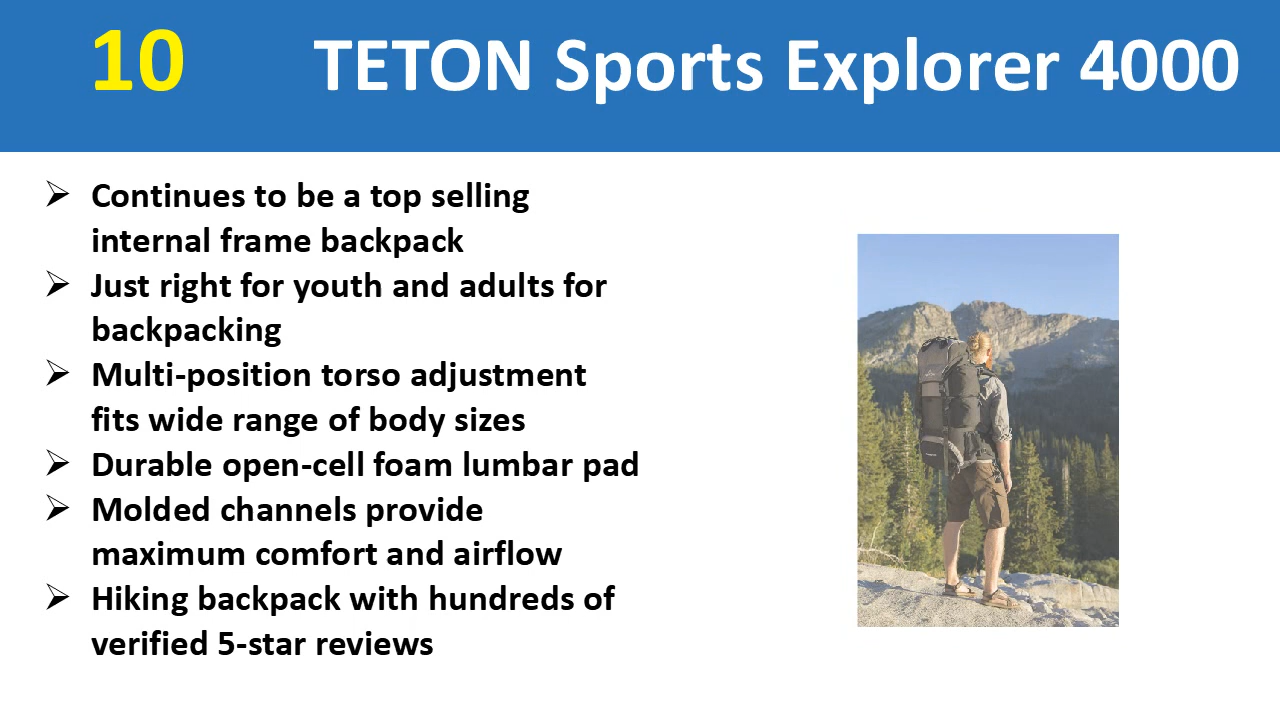 10 TETON Sports Explorer 4000
➢ Continues to be a top selling
internal frame backpack
➢ Just right for youth and adults for
backpacking
➢ Multi-position torso adjustment
fits wide range of body sizes
➢ Durable open-cell foam lumbar pad
➢ Molded channels provide
maximum comfort and airflow
➢ Hiking backpack with hundreds of
verified 5-star reviews